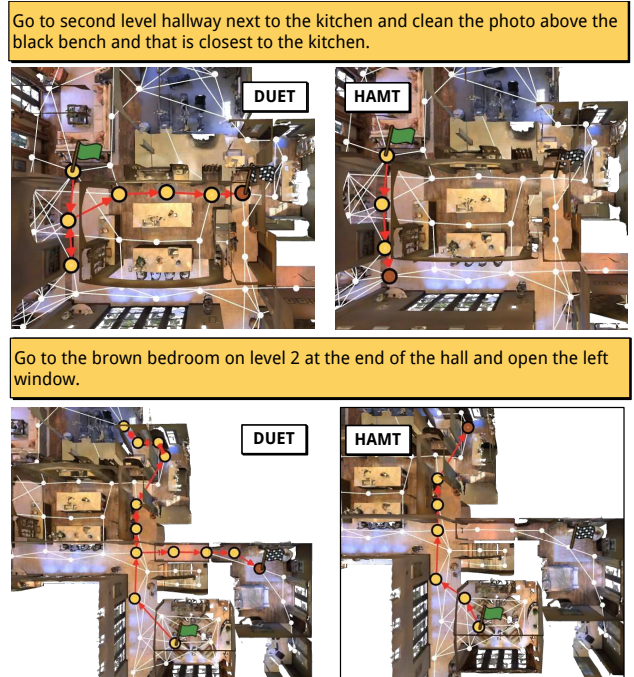 Go to second level hallway next to the kitchen and clean the photo above the
black bench and that is closest to the kitchen.
DUET
HAMT
Go to the brown bedroom on level 2 at the end of the hall and open the left
window.
DUET
HAMT